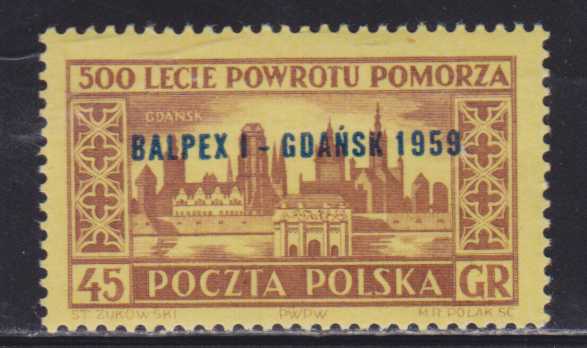 500 LECIE POWROTU POMORZA
GDAŃSK
BALPEX I - GDAŃSK 1959
45 POCZTA POLSKA GR
ST. ŻUKOWSKI PWPW M.R. POLAK SC.